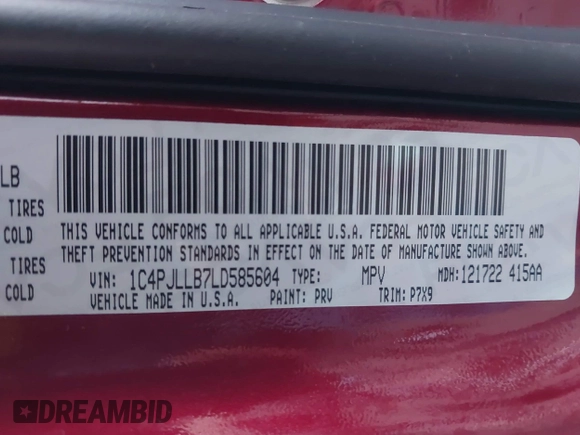 LB
TIRES
COLD
TIRES
COLD
THIS VEHICLE CONFORMS TO ALL APPLICABLE U.S.A. FEDERAL MOTOR VEHICLE SAFETY AND
THEFT PREVENTION STANDARDS IN EFFECT ON THE DATE OF MANUFACTURE SHOWN ABOVE.
VIN: 1C4PJLLB7LD585604 TYPE: MPV MDH:121722 415AA
VEHICLE MADE IN U.S.A. PAINT: PRV TRIM: P7X9
COLD
DREAMBID